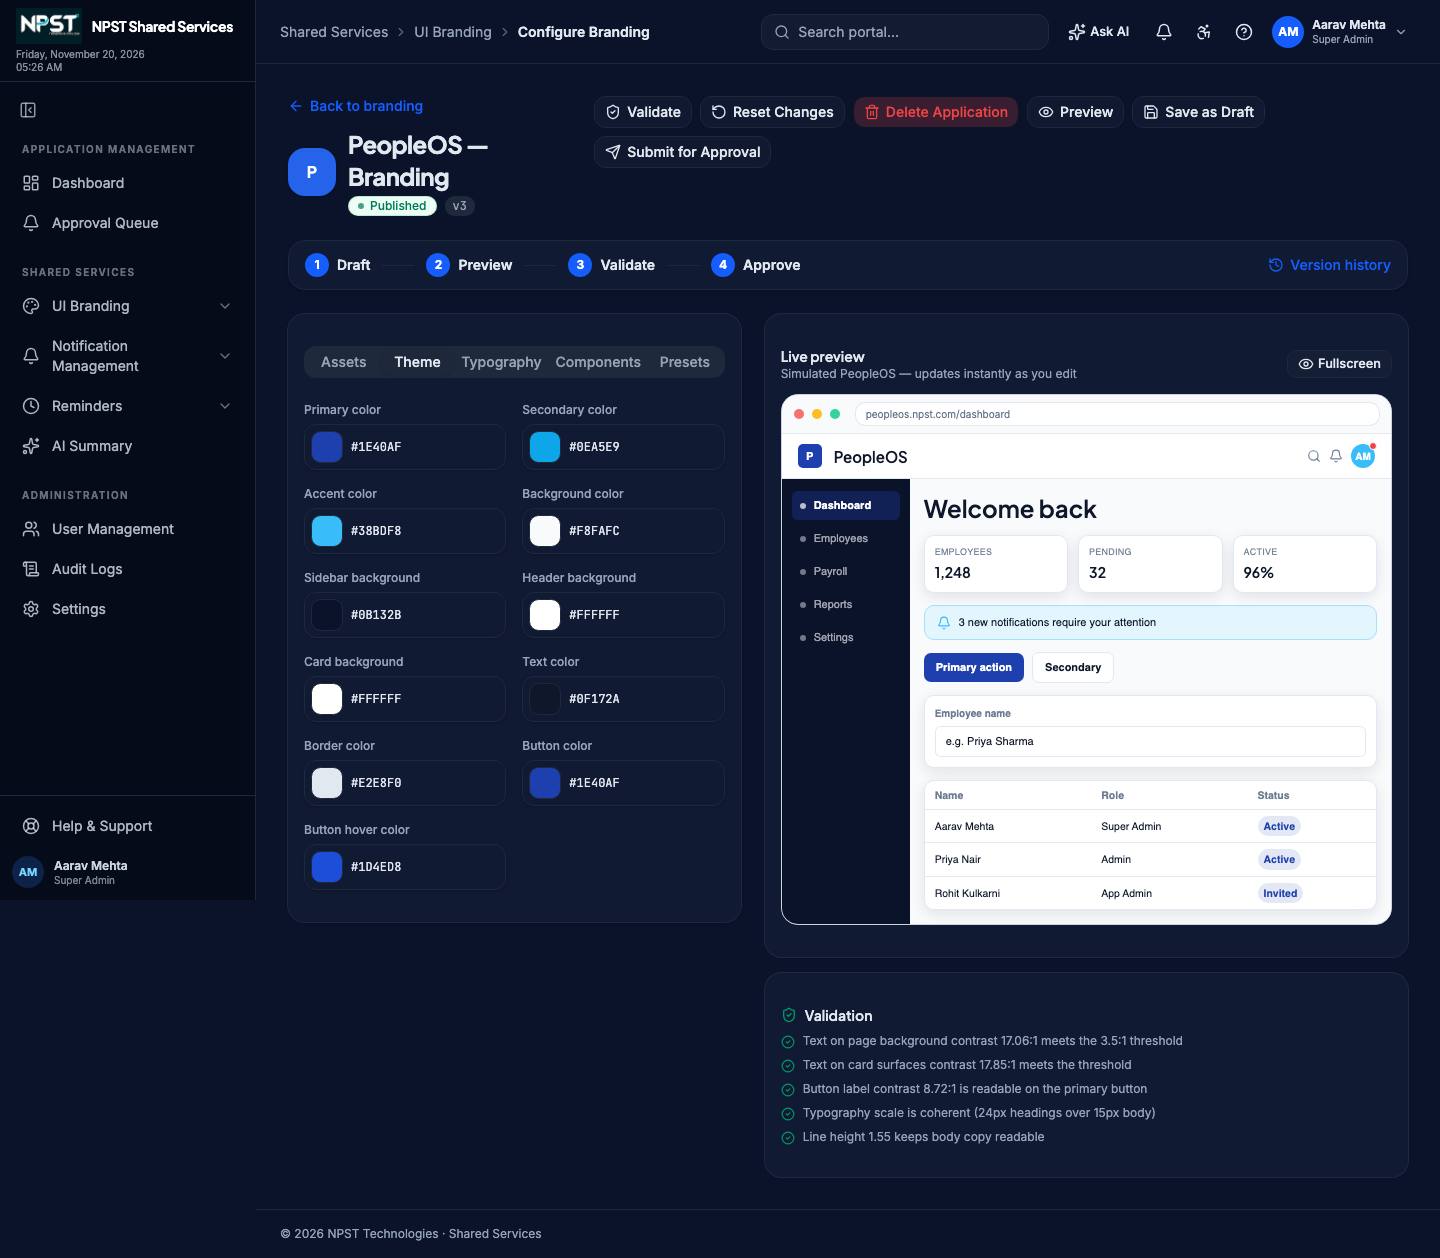 NPST
NPST Shared Services
Friday, November 20, 2026
05:26 AM
APPLICATION MANAGEMENT
Dashboard
Approval Queue
SHARED SERVICES
UI Branding
Notification
Management
Reminders
AI Summary
ADMINISTRATION
User Management
Audit Logs
Settings
Help & Support
AM
Aarav Mehta
Super Admin
Shared Services > UI Branding > Configure Branding
Search portal...
Ask AI
AM
Aarav Mehta
Super Admin
Back to branding
P
PeopleOS —
Branding
Published v3
Validate Reset Changes Delete Application Preview Save as Draft
Submit for Approval
1 Draft 2 Preview 3 Validate 4 Approve Version history
Assets Theme Typography Components Presets
Primary color Secondary color
#1E40AF #0EA5E9
Accent color Background color
#38BDF8 #F8FAFC
Sidebar background Header background
#0B132B #FFFFFF
Card background Text color
#FFFFFF #0F172A
Border color Button color
#E2E8F0 #1E40AF
Button hover color
#1D4ED8
Live preview
Simulated PeopleOS — updates instantly as you edit
Fullscreen
peopleos.npst.com/dashboard
P PeopleOS AM
Dashboard
Employees
Payroll
Reports
Settings
Welcome back
EMPLOYEES PENDING ACTIVE
1,248 32 96%
3 new notifications require your attention
Primary action Secondary
Employee name
e.g. Priya Sharma
Name Role Status
Aarav Mehta Super Admin Active
Priya Nair Admin Active
Rohit Kulkarni App Admin Invited
Validation
Text on page background contrast 17.06:1 meets the 3.5:1 threshold
Text on card surfaces contrast 17.85:1 meets the threshold
Button label contrast 8.72:1 is readable on the primary button
Typography scale is coherent (24px headings over 15px body)
Line height 1.55 keeps body copy readable
© 2026 NPST Technologies · Shared Services